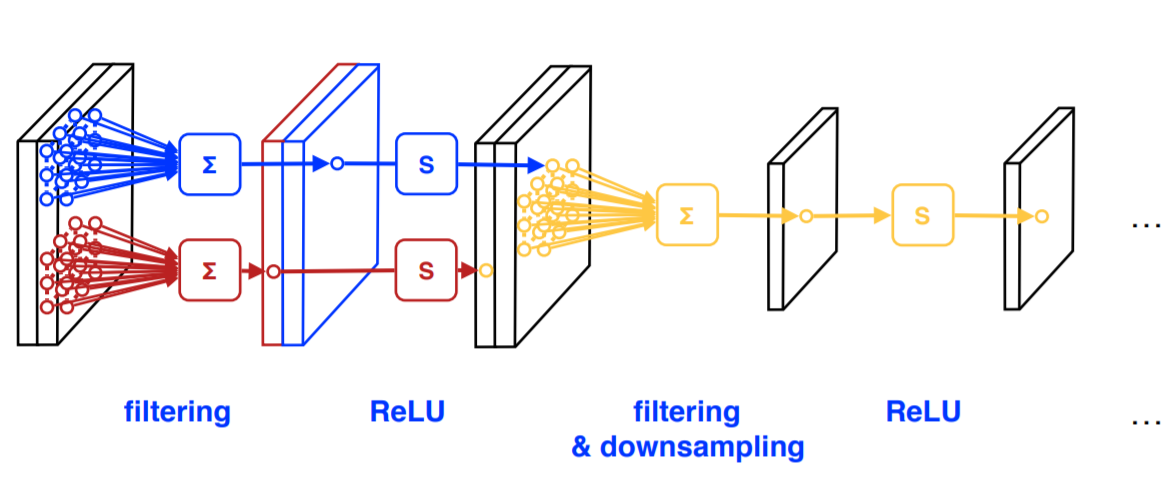 Σ S
Σ S
Σ S ...
filtering ReLU filtering ReLU ...
& downsampling